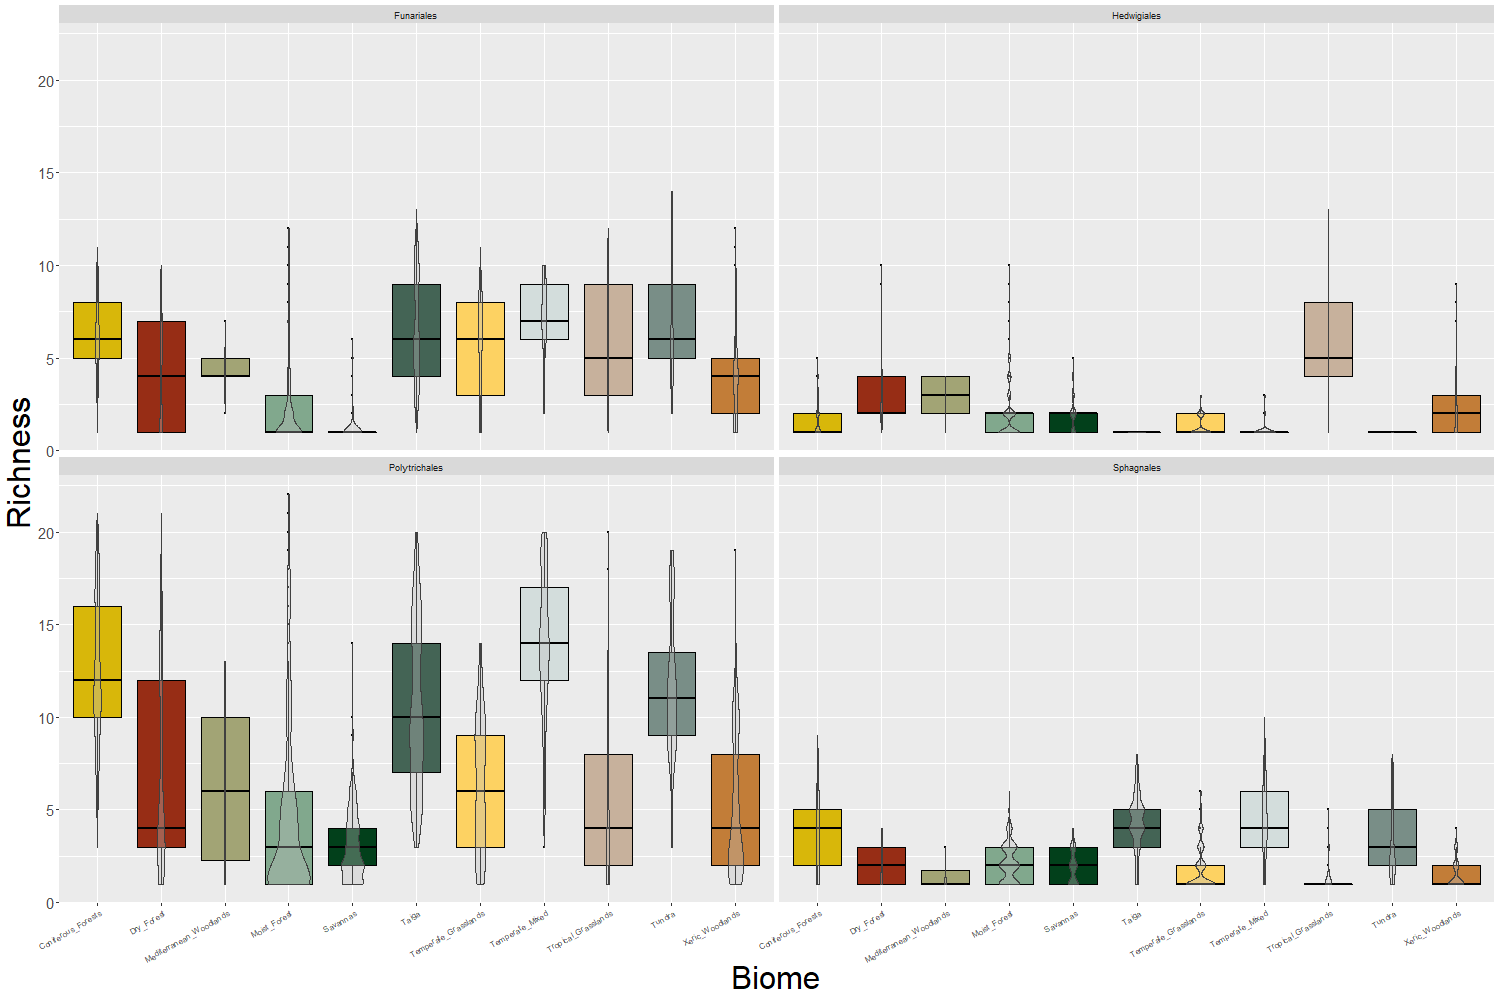 Funariales
Hedwigiales
20
15
10
5
0
Richness
Polytrichales
Sphagnales
20
15
10
5
0
Coniferous_Forests Dry_Forest Mediterranean_Woodlands Moist_Forest Savannas Taiga Temperate_Grasslands Temperate_Mixed Tropical_Grasslands Tundra Xeric_Woodlands
Coniferous_Forests Dry_Forest Mediterranean_Woodlands Moist_Forest Savannas Taiga Temperate_Grasslands Temperate_Mixed Tropical_Grasslands Tundra Xeric_Woodlands
Biome